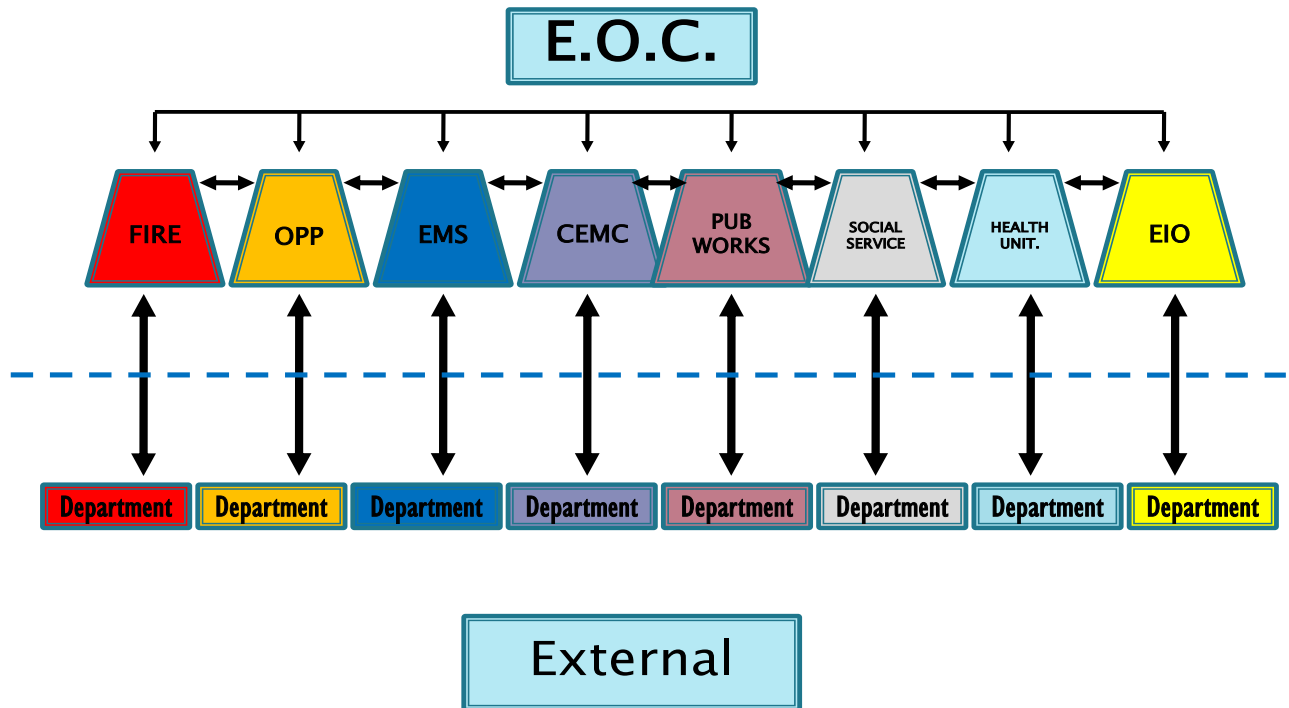 E.O.C.
FIRE
OPP
EMS
CEMC
PUB
WORKS
SOCIAL
SERVICE
HEALTH
UNIT.
EIO
Department
Department
Department
Department
Department
Department
Department
Department
External